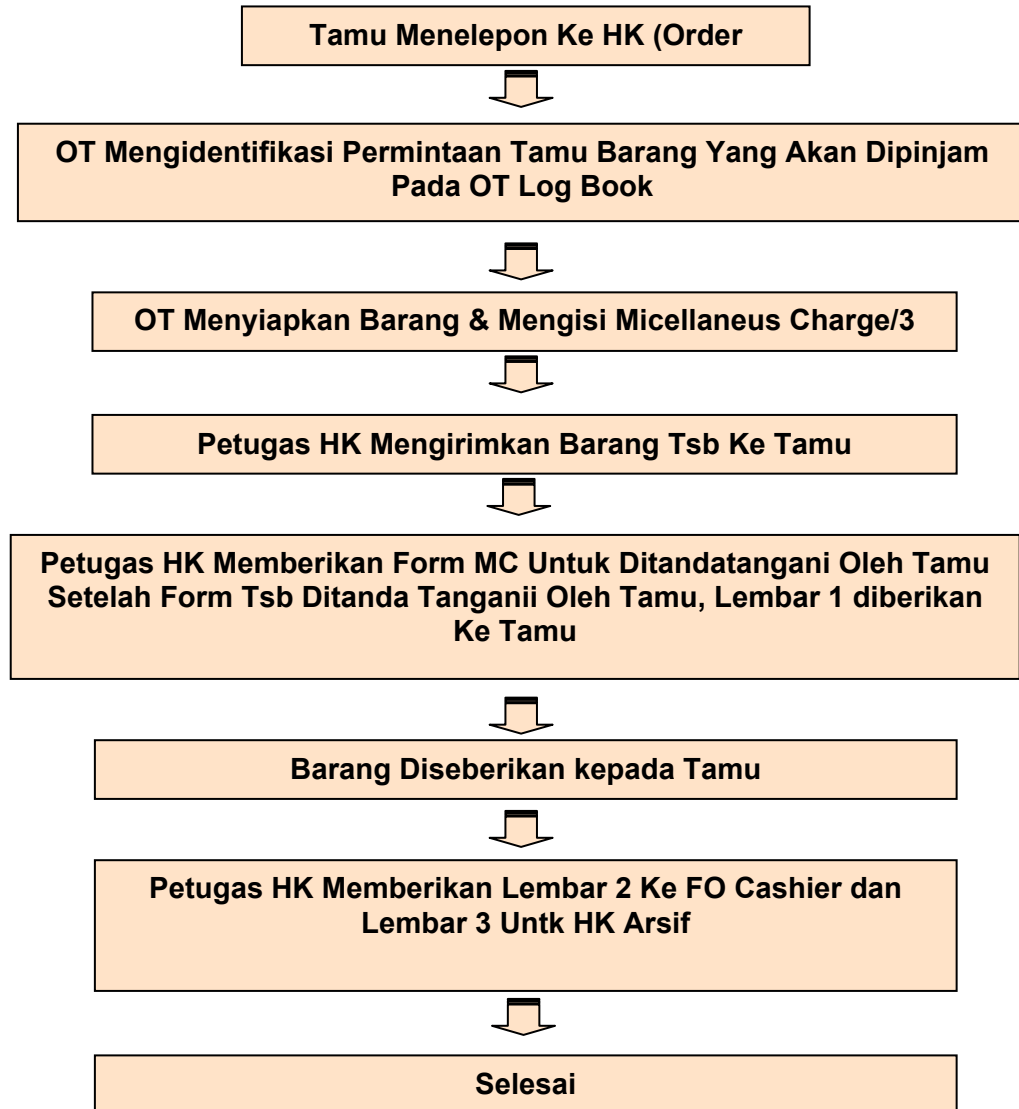 Tamu Menelepon Ke HK (Order
OT Mengidentifikasi Permintaan Tamu Barang Yang Akan Dipinjam
Pada OT Log Book
OT Menyiapkan Barang & Mengisi Micellaneus Charge/3
Petugas HK Mengirimkan Barang Tsb Ke Tamu
Petugas HK Memberikan Form MC Untuk Ditandatangani Oleh Tamu
Setelah Form Tsb Ditanda Tanganii Oleh Tamu, Lembar 1 diberikan
Ke Tamu
Barang Diseberikan kepada Tamu
Petugas HK Memberikan Lembar 2 Ke FO Cashier dan
Lembar 3 Untk HK Arsif
Selesai